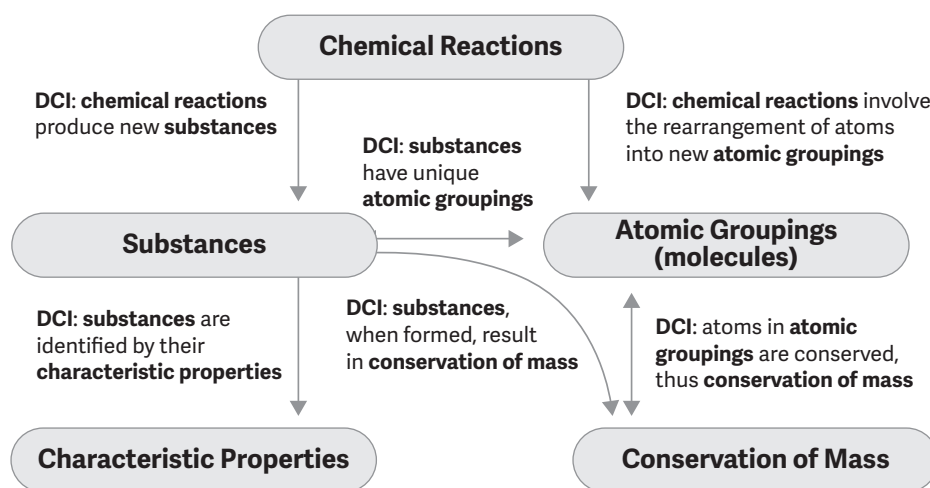 Chemical Reactions
DCI: chemical reactions
produce new substances
DCI: chemical reactions involve
the rearrangement of atoms
into new atomic groupings
DCI: substances
have unique
atomic groupings
Substances
Atomic Groupings
(molecules)
DCI: substances are
identified by their
characteristic properties
DCI: substances,
when formed, result
in conservation of mass
DCI: atoms in atomic
groupings are conserved,
thus conservation of mass
Characteristic Properties
Conservation of Mass